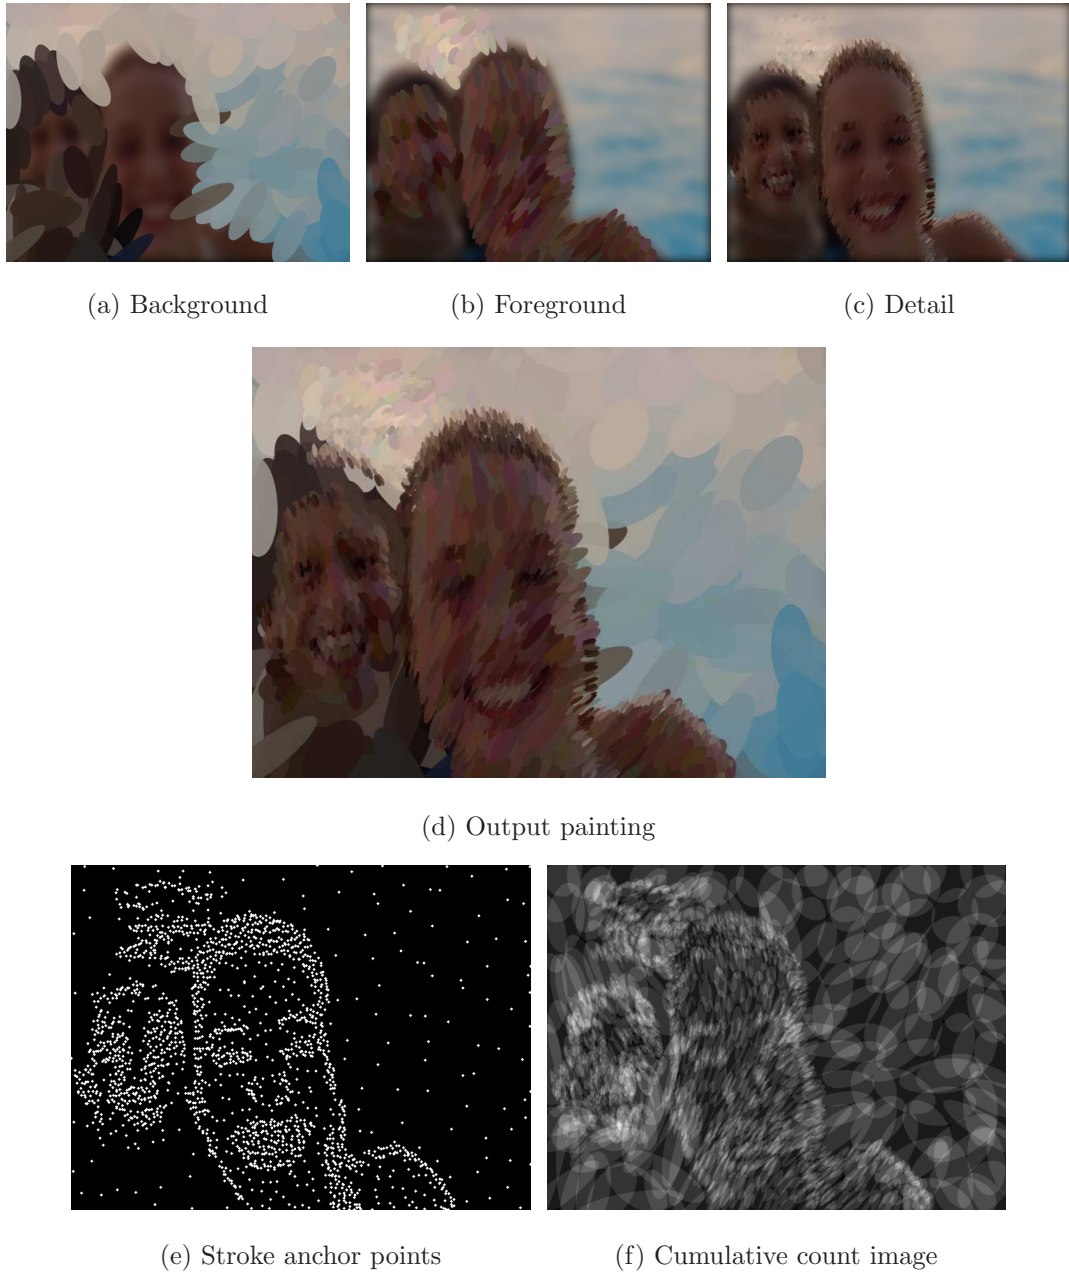 (a) Background
(b) Foreground
(c) Detail
(d) Output painting
(e) Stroke anchor points
(f) Cumulative count image